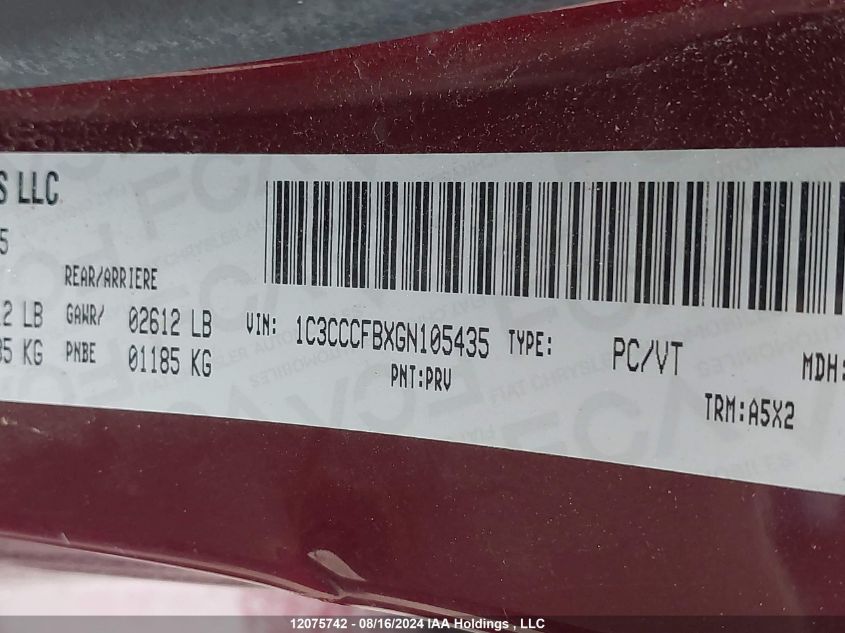 S LLC
5
REAR/ARRIERE
2 LB GAWR/ 02612 LB
05 KG PNBE 01185 KG
VIN: 1C3CCCFBXGN105435 TYPE: PC/VT MDH:
PNT:PRV TRM:A5X2
12075742 - 08/16/2024 IAA Holdings , LLC